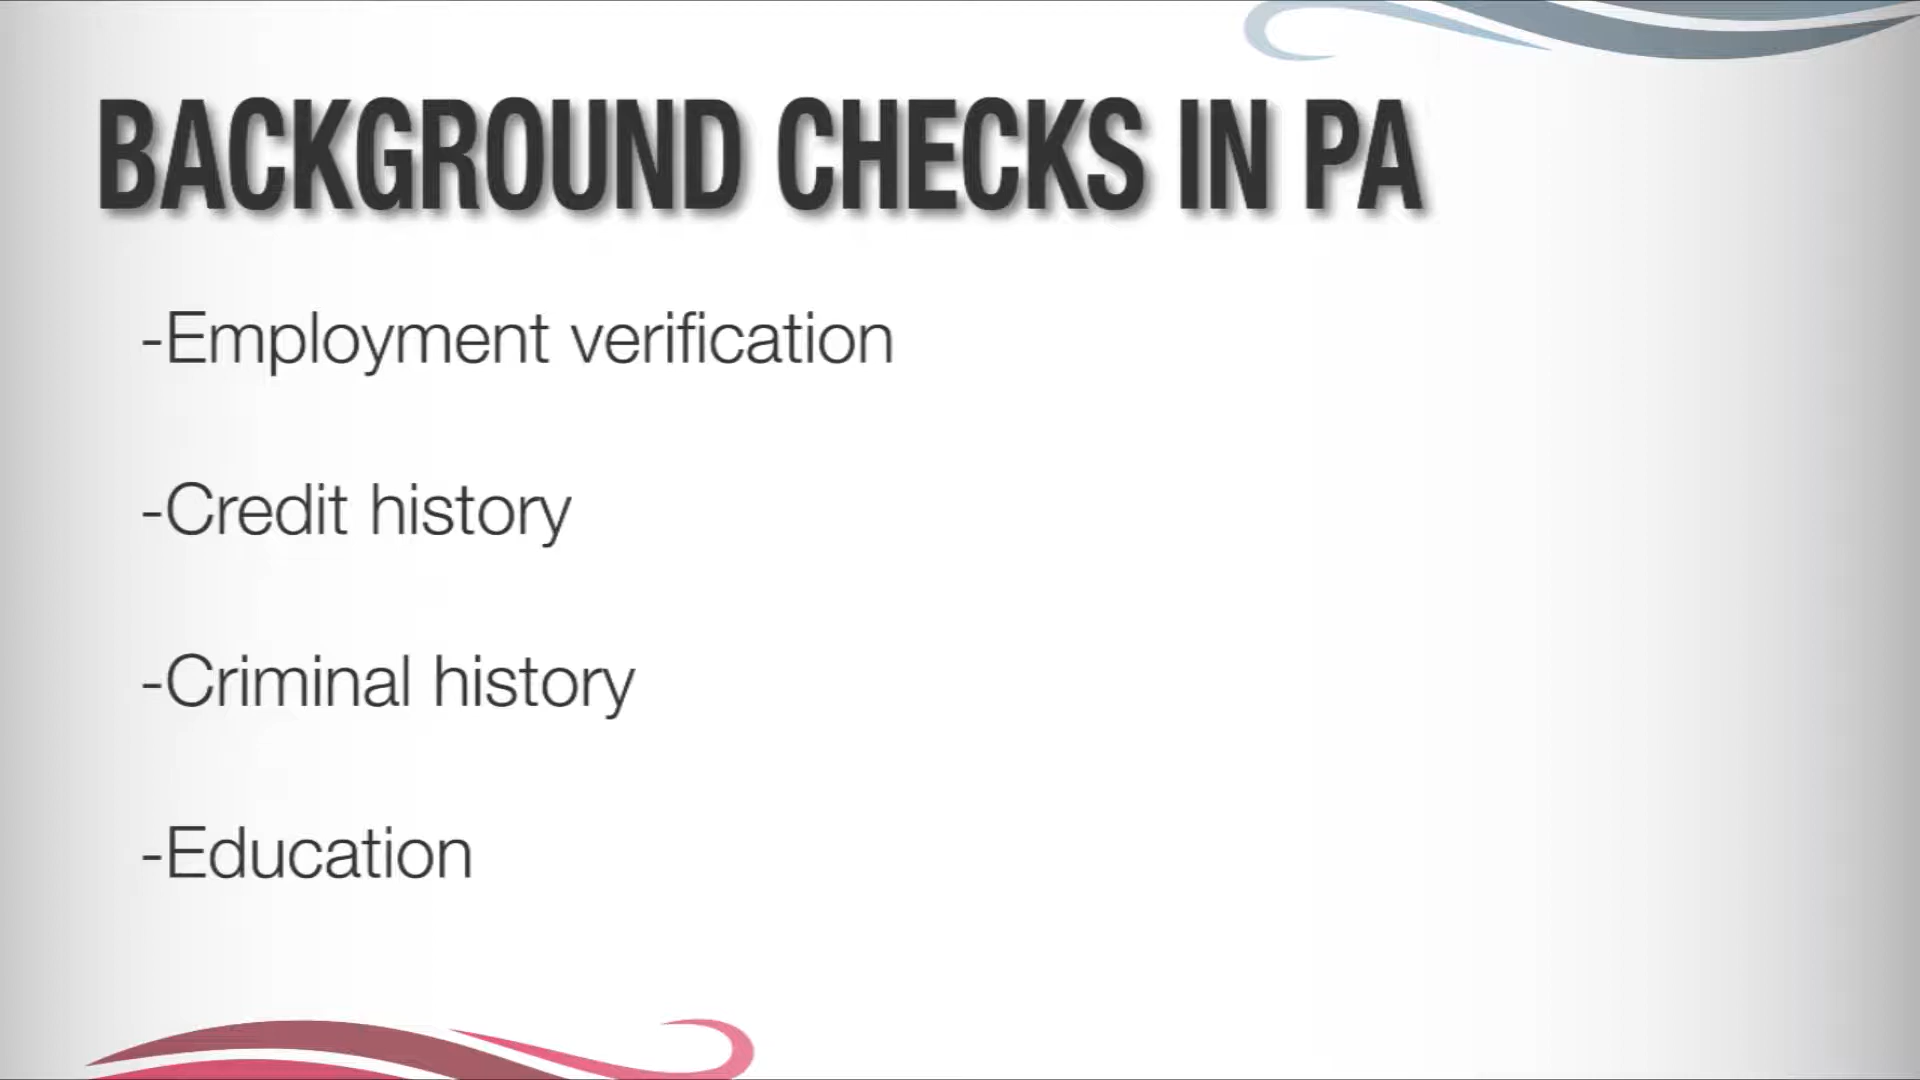 BACKGROUND CHECKS IN PA
-Employment verification
-Credit history
-Criminal history
-Education